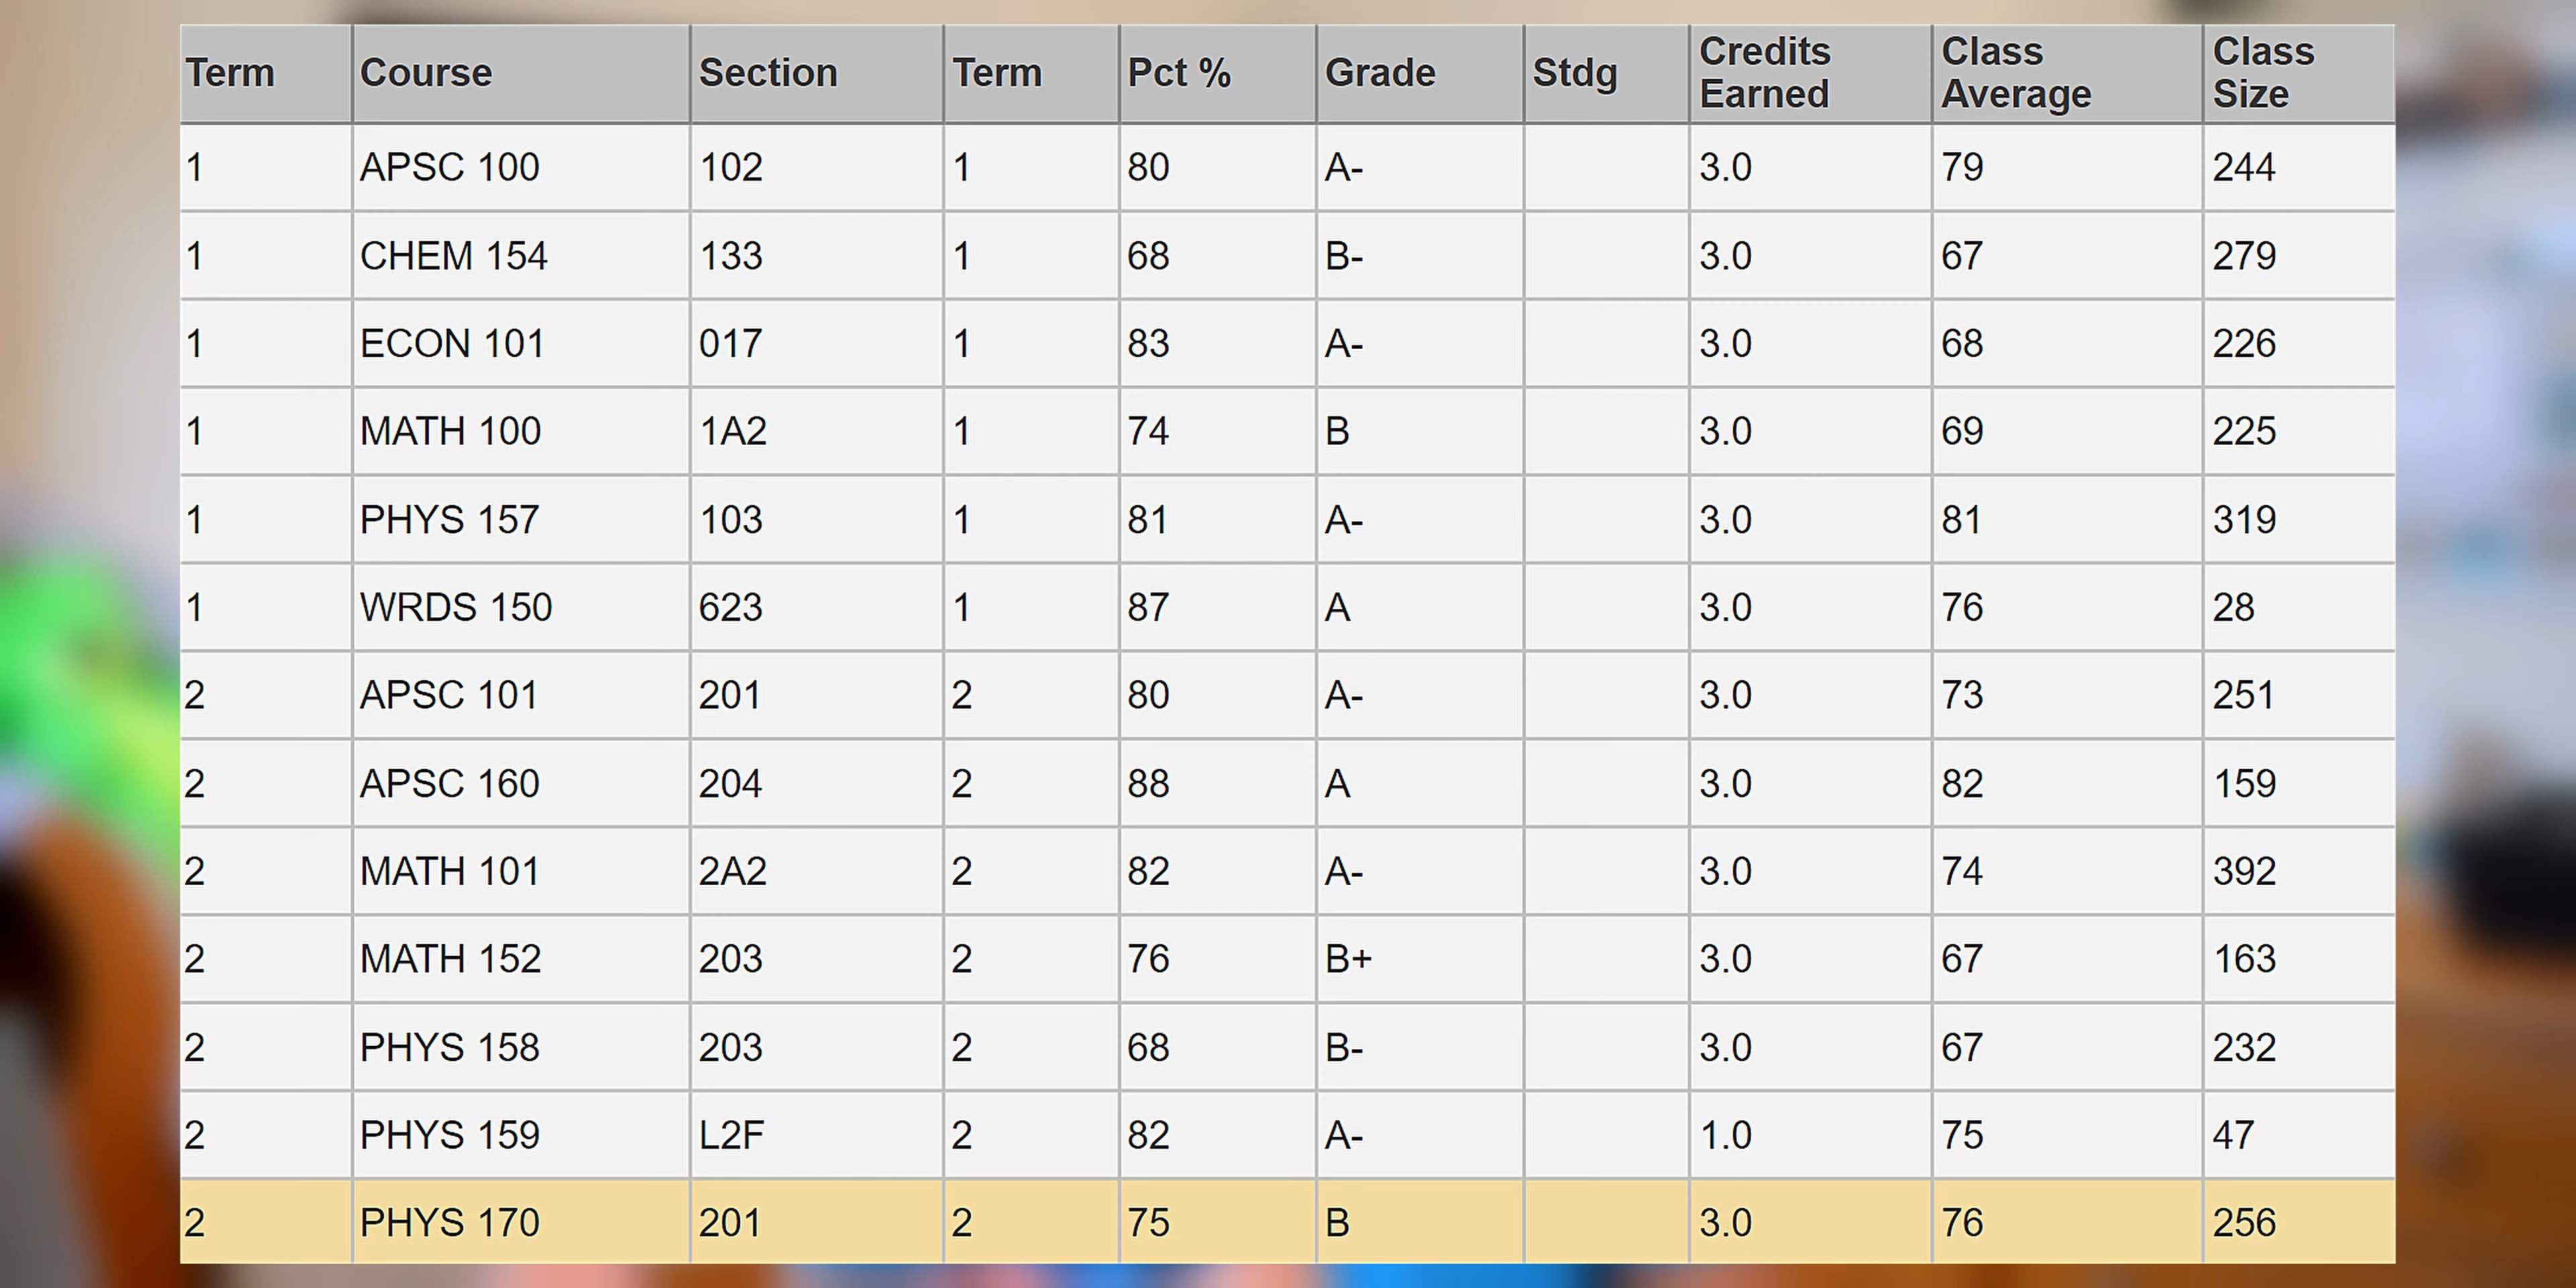 Term Course Section Term Pct % Grade Stdg Credits Earned Class Average Class Size
1 APSC 100 102 1 80 A- 3.0 79 244
1 CHEM 154 133 1 68 B- 3.0 67 279
1 ECON 101 017 1 83 A- 3.0 68 226
1 MATH 100 1A2 1 74 B 3.0 69 225
1 PHYS 157 103 1 81 A- 3.0 81 319
1 WRDS 150 623 1 87 A 3.0 76 28
2 APSC 101 201 2 80 A- 3.0 73 251
2 APSC 160 204 2 88 A 3.0 82 159
2 MATH 101 2A2 2 82 A- 3.0 74 392
2 MATH 152 203 2 76 B+ 3.0 67 163
2 PHYS 158 203 2 68 B- 3.0 67 232
2 PHYS 159 L2F 2 82 A- 1.0 75 47
2 PHYS 170 201 2 75 B 3.0 76 256